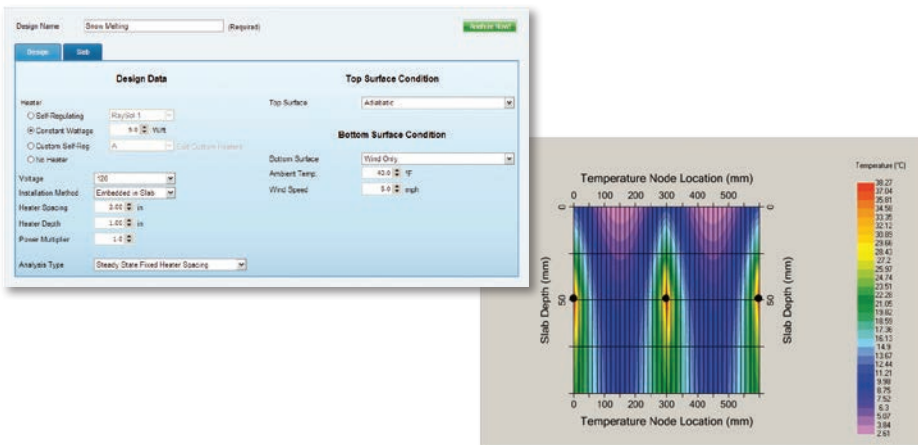 Design Name Snow Melting (Required) Analyze Now!
Design Slab
Design Data
Heater
Self-Regulating RaySol 1
Constant Wattage 9.0 W/ft
Custom Self-Reg A Edit Custom Heaters
No Heater
Voltage 120
Installation Method Embedded in Slab
Heater Spacing in
Heater Depth 1.00 in
Power Multiplier 1.0
Analysis Type Steady State Fixed Heater Spacing
Top Surface Condition
Top Surface Adiabatic
Bottom Surface Condition
Bottom Surface Wind Only
Ambient Temp. 40.0 °F
Wind Speed 5.0 mph
Temperature Node Location (mm)
0 100 200 300 400 500
Slab Depth (mm)
0
50
Slab Depth (mm)
0
50
0 100 200 300 400 500
Temperature Node Location (mm)
Temperature (°C)
38.27
37.04
35.81
34.58
33.35
32.12
30.89
29.66
28.43
27.2
25.97
24.74
23.51
22.28
21.05
19.82
18.59
17.36
16.13
14.9
13.67
12.44
11.21
9.98
8.75
7.52
6.3
5.07
3.84
2.61